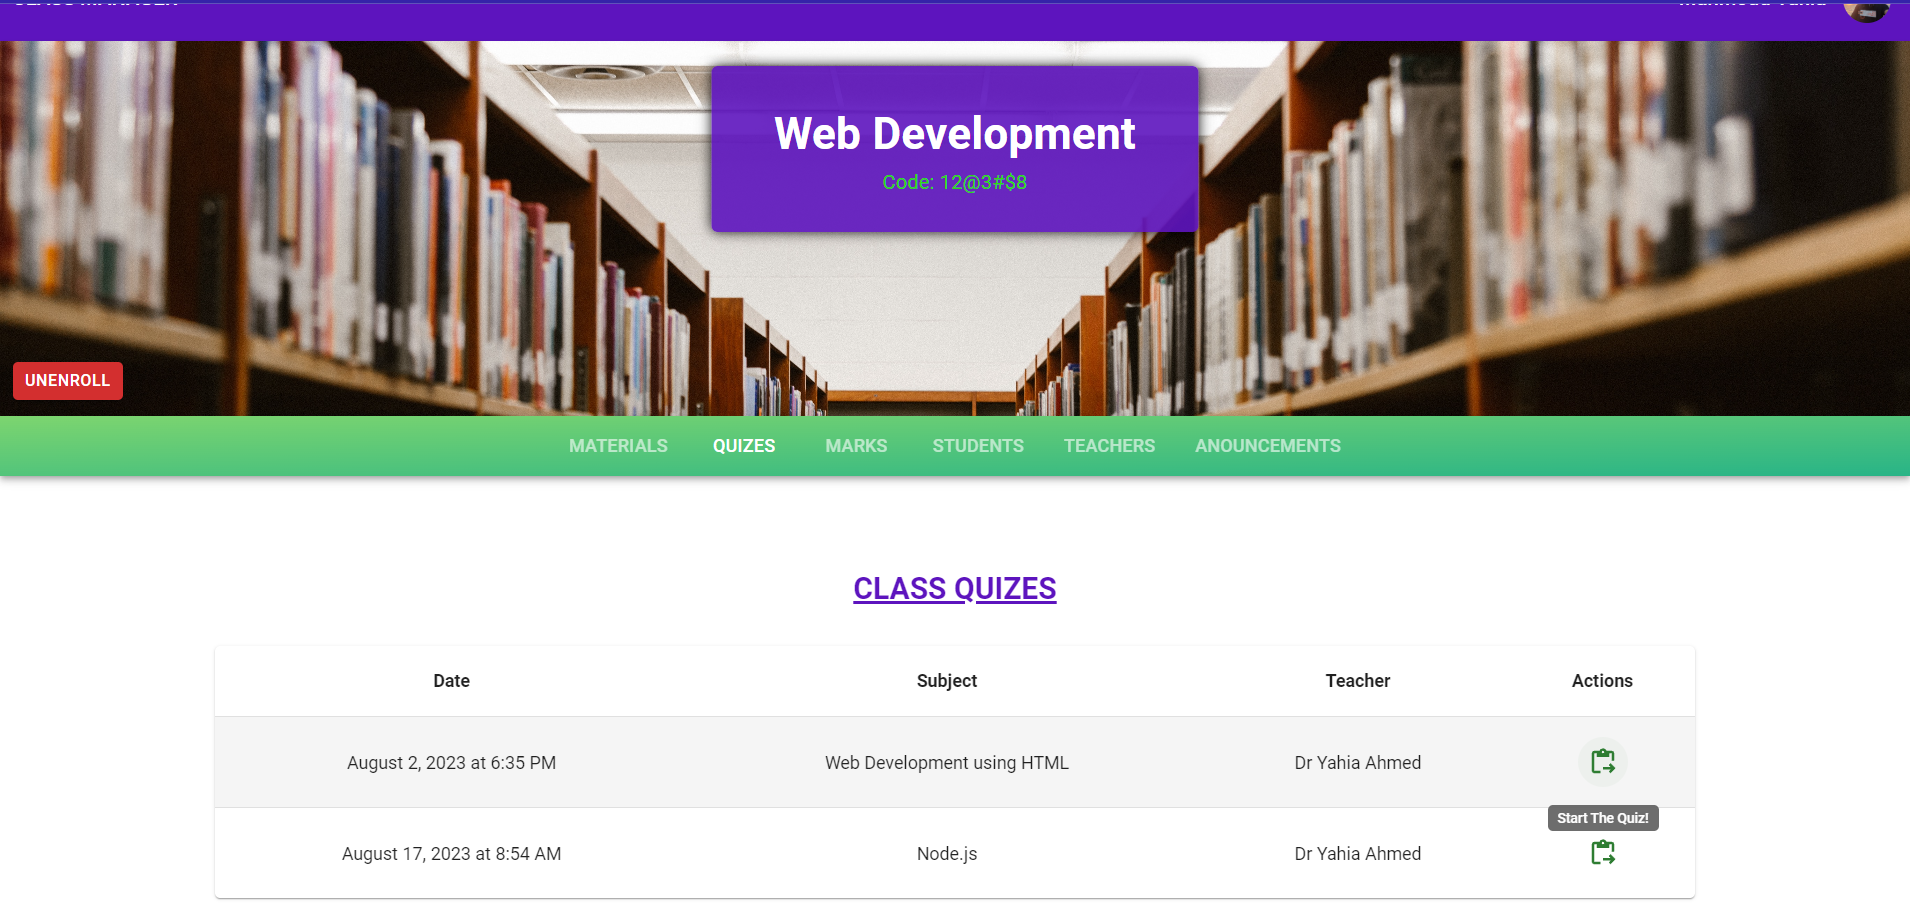 Web Development
Code: 12@3#$8
UNENROLL
MATERIALS QUIZES MARKS STUDENTS TEACHERS ANOUNCEMENTS
CLASS QUIZES
Date Subject Teacher Actions
August 2, 2023 at 6:35 PM Web Development using HTML Dr Yahia Ahmed
Start The Quiz!
August 17, 2023 at 8:54 AM Node.js Dr Yahia Ahmed